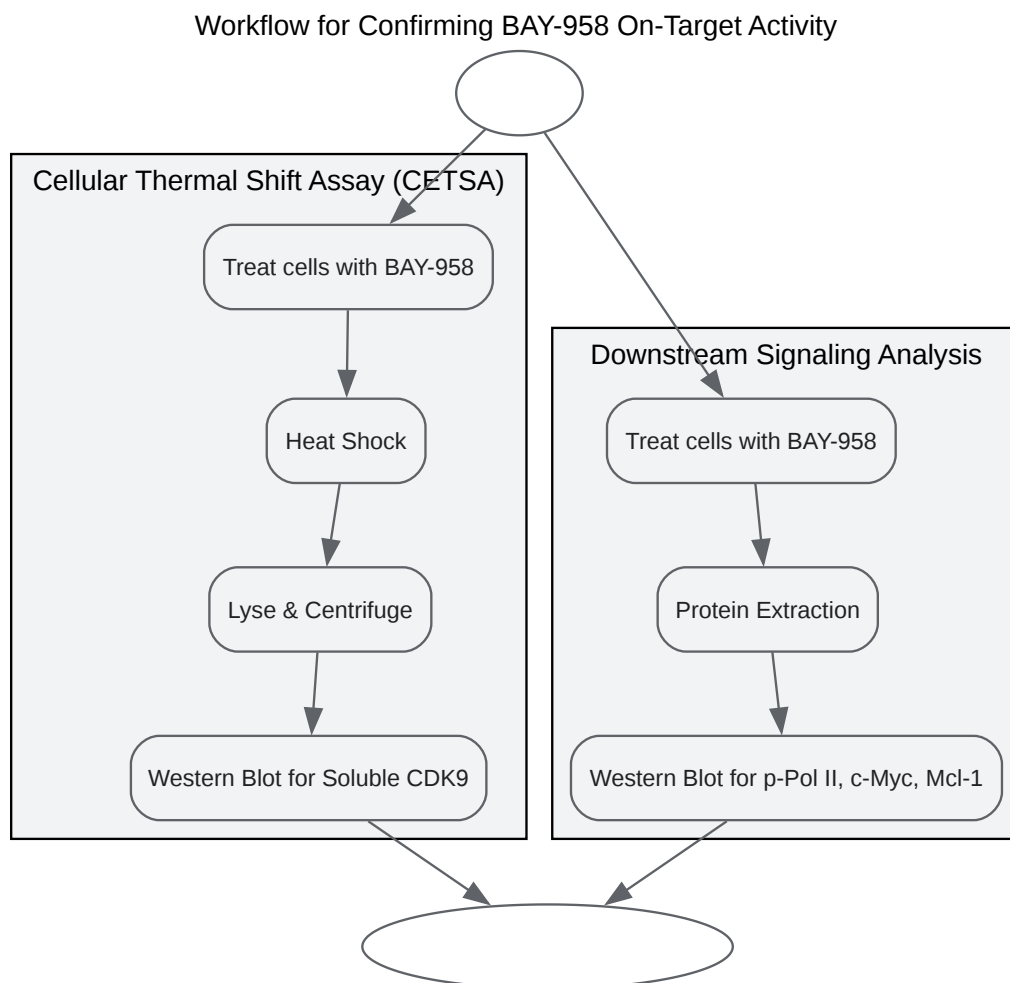 Workflow for Confirming BAY-958 On-Target Activity
Cellular Thermal Shift Assay (CETSA)
Treat cells with BAY-958
Heat Shock
Lyse & Centrifuge
Western Blot for Soluble CDK9
Downstream Signaling Analysis
Treat cells with BAY-958
Protein Extraction
Western Blot for p-Pol II, c-Myc, Mcl-1